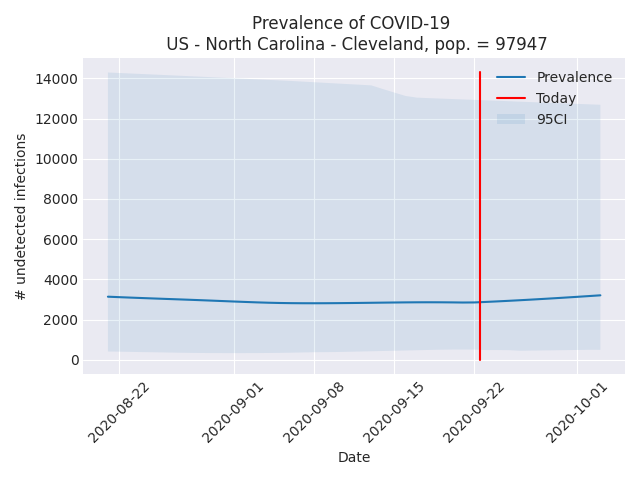 Prevalence of COVID-19
US - North Carolina - Cleveland, pop. = 97947
14000
12000
10000
8000
6000
4000
2000
0
# undetected infections
Prevalence
Today
95CI
2020-08-22
2020-09-01
2020-09-08
2020-09-15
2020-09-22
2020-10-01
Date